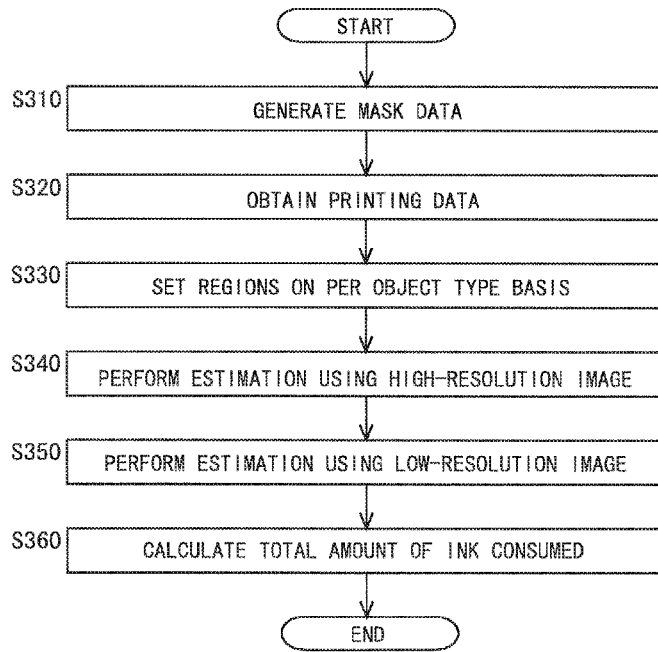 START
S310
GENERATE MASK DATA
S320
OBTAIN PRINTING DATA
S330
SET REGIONS ON PER OBJECT TYPE BASIS
S340
PERFORM ESTIMATION USING HIGH-RESOLUTION IMAGE
S350
PERFORM ESTIMATION USING LOW-RESOLUTION IMAGE
S360
CALCULATE TOTAL AMOUNT OF INK CONSUMED
END